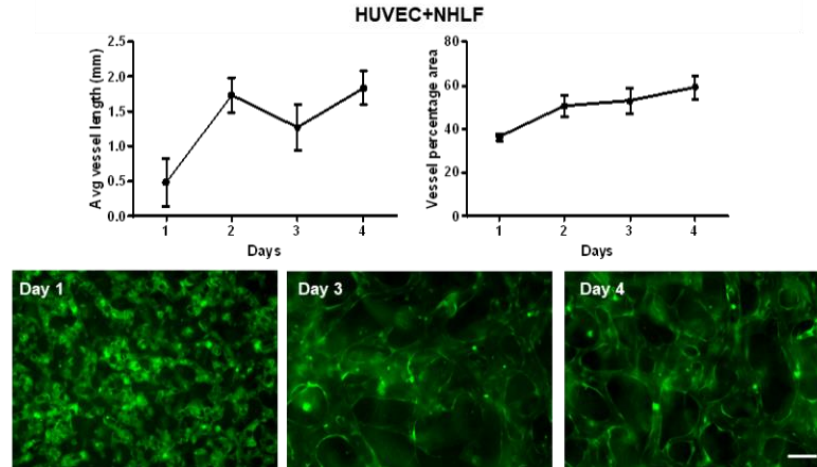 HUVEC+NHLF
Avg vessel length (mm)
2.5
2.0
1.5
1.0
0.5
0.0
1 2 3 4
Days
Vessel percentage area
80
60
40
20
0
1 2 3 4
Days
Day 1
Day 3
Day 4